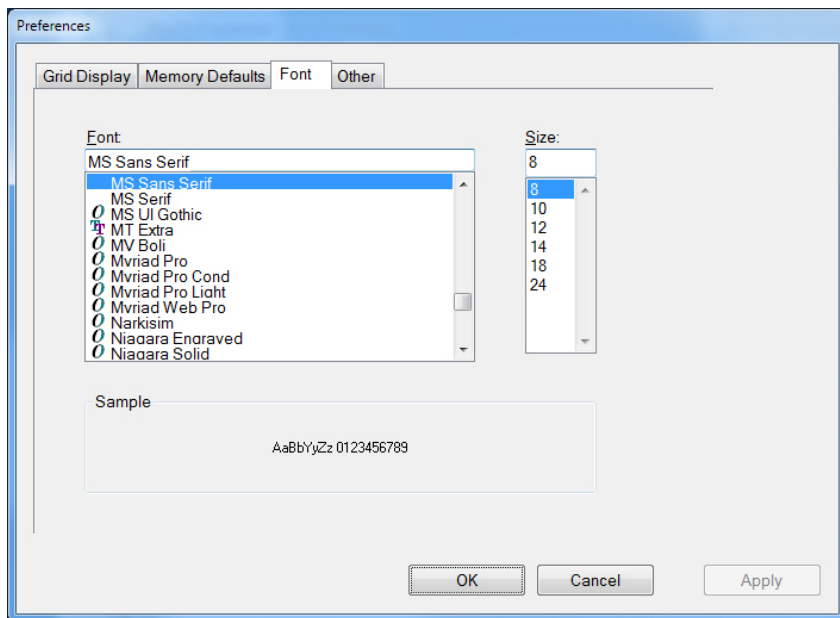 Preferences
Grid Display Memory Defaults Font Other
Font: Size:
MS Sans Serif 8
MS Sans Serif 8
MS Serif 10
MS UI Gothic 12
MT Extra 14
MV Boli 18
Myriad Pro 24
Myriad Pro Cond
Myriad Pro Light
Myriad Web Pro
Narkisim
Niagara Engraved
Niagara Solid
Sample
AaBbYyZz 0123456789
OK Cancel Apply